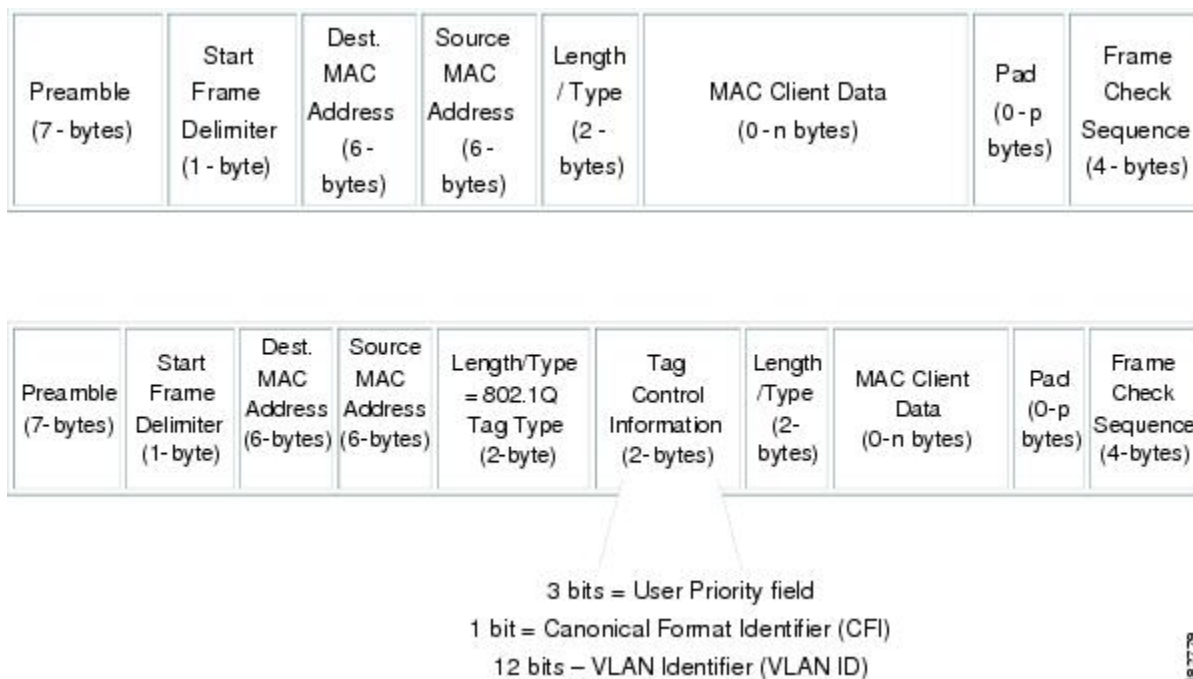 Preamble
(7 - bytes)
Start
Frame
Delimiter
(1 - byte)
Dest.
MAC
Address
(6 -
bytes)
Source
MAC
Address
(6 -
bytes)
Length
/ Type
(2 -
bytes)
MAC Client Data
(0 - n bytes)
Pad
(0 - p
bytes)
Frame
Check
Sequence
(4 - bytes)
Preamble
(7- bytes)
Start
Frame
Delimiter
(1- byte)
Dest.
MAC
Address
(6-bytes)
Source
MAC
Address
(6-bytes)
Length/Type
= 802.1Q
Tag Type
(2-byte)
Tag
Control
Information
(2- bytes)
Length
/Type
(2-
bytes)
MAC Client
Data
(0-n bytes)
Pad
(0-p
bytes)
Frame
Check
Sequence
(4-bytes)
3 bits = User Priority field
1 bit = Canonical Format Identifier (CFI)
12 bits – VLAN Identifier (VLAN ID)